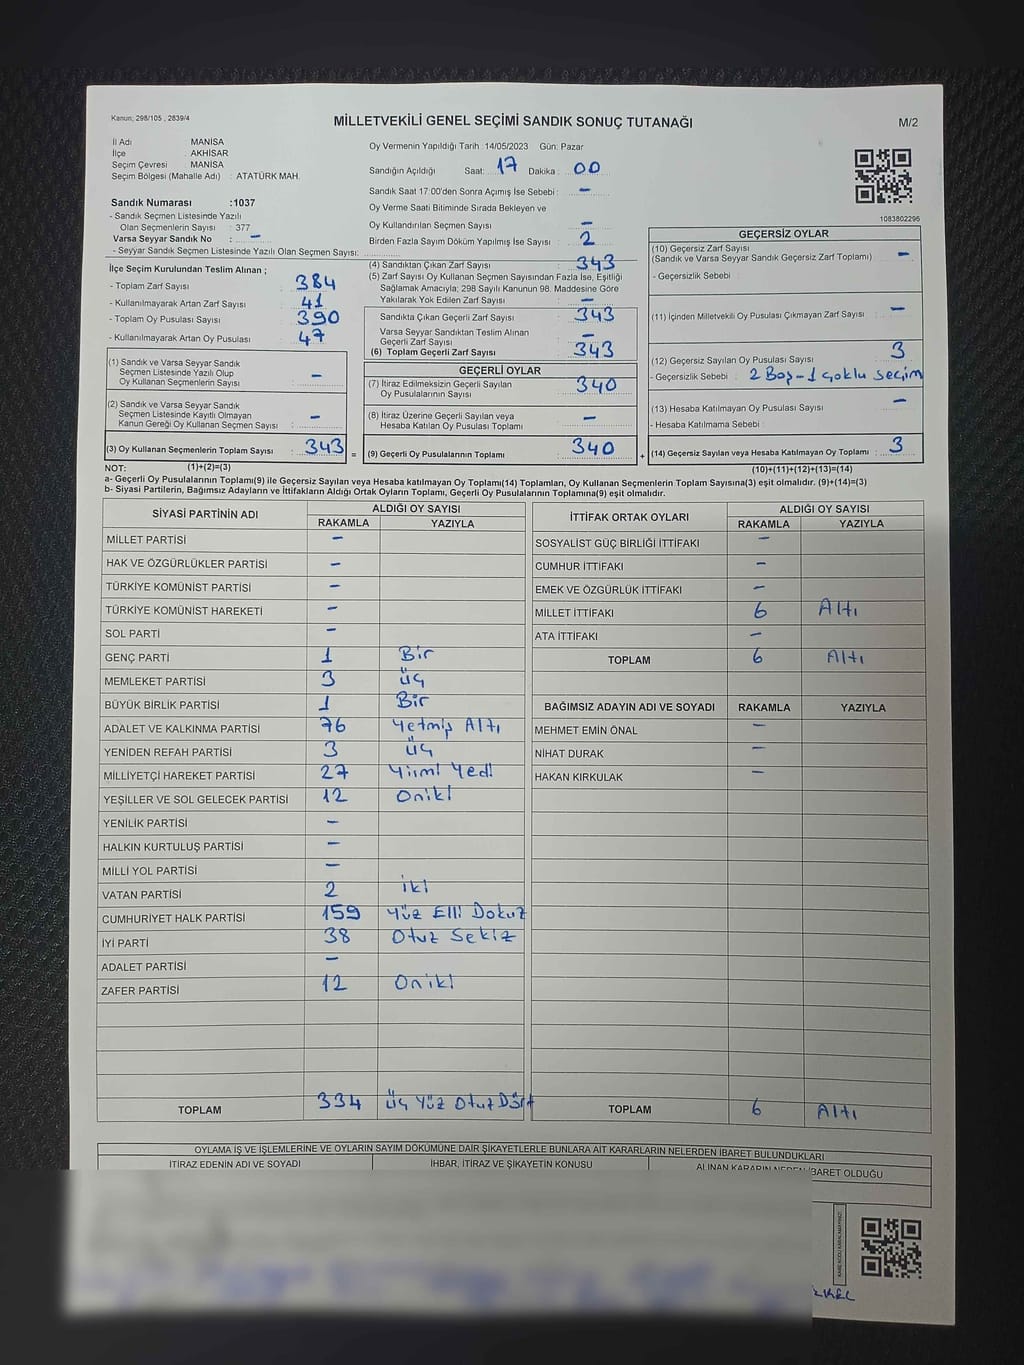 Kanun; 298/105 , 2839/4
MİLLETVEKİLİ GENEL SEÇİMİ SANDIK SONUÇ TUTANAĞI
M/2
İl Adı MANİSA
İlçe AKHİSAR
Seçim Çevresi MANİSA
Seçim Bölgesi (Mahalle Adı) : ATATÜRK MAH.
Sandık Numarası :1037
- Sandık Seçmen Listesinde Yazılı
Olan Seçmenlerin Sayısı : 377
Varsa Seyyar Sandık No : -
- Seyyar Sandık Seçmen Listesinde Yazılı Olan Seçmen Sayısı:
Oy Vermenin Yapıldığı Tarih :14/05/2023 Gün: Pazar
Sandığın Açıldığı Saat: 17 Dakika : 00
Sandık Saat 17:00'den Sonra Açımış İse Sebebi : -
Oy Verme Saati Bitiminde Sırada Bekleyen ve
Oy Kullandırılan Seçmen Sayısı : -
Birden Fazla Sayım Döküm Yapılmış İse Sayısı : 2
1083802296
İlçe Seçim Kurulundan Teslim Alınan ;
- Toplam Zarf Sayısı : 384
- Kullanılmayarak Artan Zarf Sayısı : 41
- Toplam Oy Pusulası Sayısı : 390
- Kullanılmayarak Artan Oy Pusulası : 47
(1) Sandık ve Varsa Seyyar Sandık
Seçmen Listesinde Yazılı Olup
Oy Kullanan Seçmenlerin Sayısı : -
(2) Sandık ve Varsa Seyyar Sandık
Seçmen Listesinde Kayıtlı Olmayan
Kanun Gereği Oy Kullanan Seçmen Sayısı : -
(3) Oy Kullanan Seçmenlerin Toplam Sayısı : 343 =
(4) Sandıktan Çıkan Zarf Sayısı : 343
(5) Zarf Sayısı Oy Kullanan Seçmen Sayısından Fazla İse, Eşitliği
Sağlamak Amacıyla; 298 Sayılı Kanunun 98. Maddesine Göre
Yakılarak Yok Edilen Zarf Sayısı : -
Sandıkta Çıkan Geçerli Zarf Sayısı : 343
Varsa Seyyar Sandıktan Teslim Alınan
Geçerli Zarf Sayısı : -
(6) Toplam Geçerli Zarf Sayısı : 343
GEÇERLİ OYLAR
(7) İtiraz Edilmeksizin Geçerli Sayılan
Oy Pusulalarının Sayısı : 340
(8) İtiraz Üzerine Geçerli Sayılan veya
Hesaba Katılan Oy Pusulası Toplamı : -
(9) Geçerli Oy Pusulalarının Toplamı : 340 +
GEÇERSİZ OYLAR
(10) Geçersiz Zarf Sayısı
(Sandık ve Varsa Seyyar Sandık Geçersiz Zarf Toplamı) : -
- Geçersizlik Sebebi :
(11) İçinden Milletvekili Oy Pusulası Çıkmayan Zarf Sayısı : -
(12) Geçersiz Sayılan Oy Pusulası Sayısı : 3
- Geçersizlik Sebebi : 2 Boş - 1 çoklu seçim
(13) Hesaba Katılmayan Oy Pusulası Sayısı : -
- Hesaba Katılmama Sebebi :
(14) Geçersiz Sayılan veya Hesaba Katılmayan Oy Toplamı : 3
NOT: (1)+(2)=(3) (10)+(11)+(12)+(13)=(14)
a- Geçerli Oy Pusulalarının Toplamı(9) ile Geçersiz Sayılan veya Hesaba katılmayan Oy Toplamı(14) Toplamları, Oy Kullanan Seçmenlerin Toplam Sayısına(3) eşit olmalıdır. (9)+(14)=(3)
b- Siyasi Partilerin, Bağımsız Adayların ve İttifakların Aldığı Ortak Oyların Toplamı, Geçerli Oy Pusulalarının Toplamına(9) eşit olmalıdır.
SİYASİ PARTİNİN ADI ALDIĞI OY SAYISI
RAKAMLA YAZIYLA
MİLLET PARTİSİ -
HAK VE ÖZGÜRLÜKLER PARTİSİ -
TÜRKİYE KOMÜNİST PARTİSİ -
TÜRKİYE KOMÜNİST HAREKETİ -
SOL PARTİ -
GENÇ PARTİ 1 Bir
MEMLEKET PARTİSİ 3 üç
BÜYÜK BİRLİK PARTİSİ 1 Bir
ADALET VE KALKINMA PARTİSİ 76 Yetmiş Altı
YENİDEN REFAH PARTİSİ 3 üç
MİLLİYETÇİ HAREKET PARTİSİ 27 Yirmi Yedi
YEŞİLLER VE SOL GELECEK PARTİSİ 12 Oniki
YENİLİK PARTİSİ -
HALKIN KURTULUŞ PARTİSİ -
MİLLİ YOL PARTİSİ -
VATAN PARTİSİ 2 iki
CUMHURİYET HALK PARTİSİ 159 Yüz Elli Dokuz
İYİ PARTİ 38 Otuz Sekiz
ADALET PARTİSİ -
ZAFER PARTİSİ 12 Oniki
TOPLAM 334 üç Yüz Otuz Dört
İTTİFAK ORTAK OYLARI ALDIĞI OY SAYISI
RAKAMLA YAZIYLA
SOSYALİST GÜÇ BİRLİĞİ İTTİFAKI -
CUMHUR İTTİFAKI -
EMEK VE ÖZGÜRLÜK İTTİFAKI -
MİLLET İTTİFAKI 6 Altı
ATA İTTİFAKI -
TOPLAM 6 Altı
BAĞIMSIZ ADAYIN ADI VE SOYADI RAKAMLA YAZIYLA
MEHMET EMİN ÖNAL -
NİHAT DURAK -
HAKAN KIRKULAK -
TOPLAM 6 Altı
OYLAMA İŞ VE İŞLEMLERİNE VE OYLARIN SAYIM DÖKÜMÜNE DAİR ŞİKAYETLERLE BUNLARA AİT KARARLARIN NELERDEN İBARET BULUNDUKLARI
İTİRAZ EDENİN ADI VE SOYADI İHBAR, İTİRAZ VE ŞİKAYETİN KONUSU ALINAN KARARIN NEDEN İBARET OLDUĞU